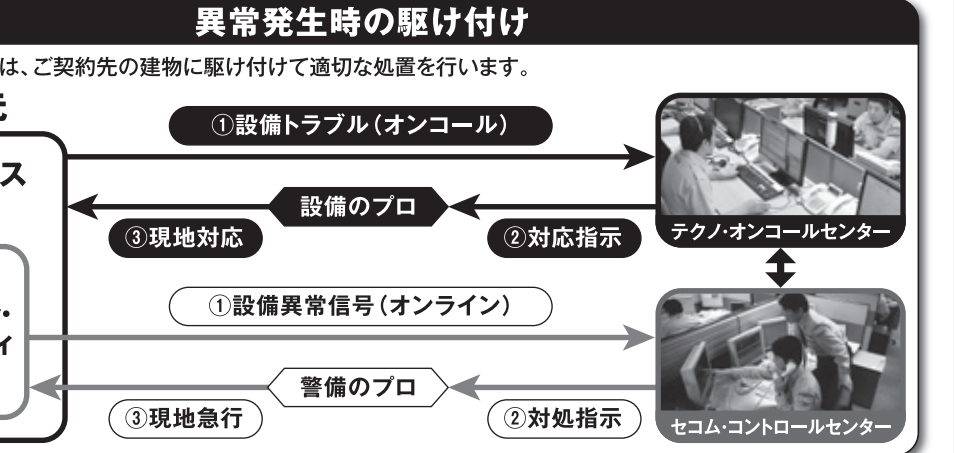 異常発生時の駆け付け
は、ご契約先の建物に駆け付けて適切な処置を行います。
先
①設備トラブル（オンコール）
ス
設備のプロ
③現地対応
②対応指示
テクノ・オンコールセンター
①設備異常信号（オンライン）
ィ
警備のプロ
③現地急行
②対処指示
セコム・コントロールセンター